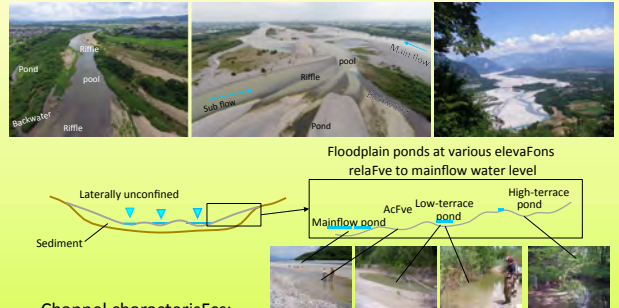 Riffle
Pond
pool
Backwater
Riffle
Main flow
pool
Riffle
Sub flow
Backwater
Pond
Floodplain ponds at various elevaFons
relaFve to mainflow water level
Laterally unconfined
Sediment
Mainflow pond
AcFve
Low-terrace
pond
High-terrace
pond
Channel characterisFcs: